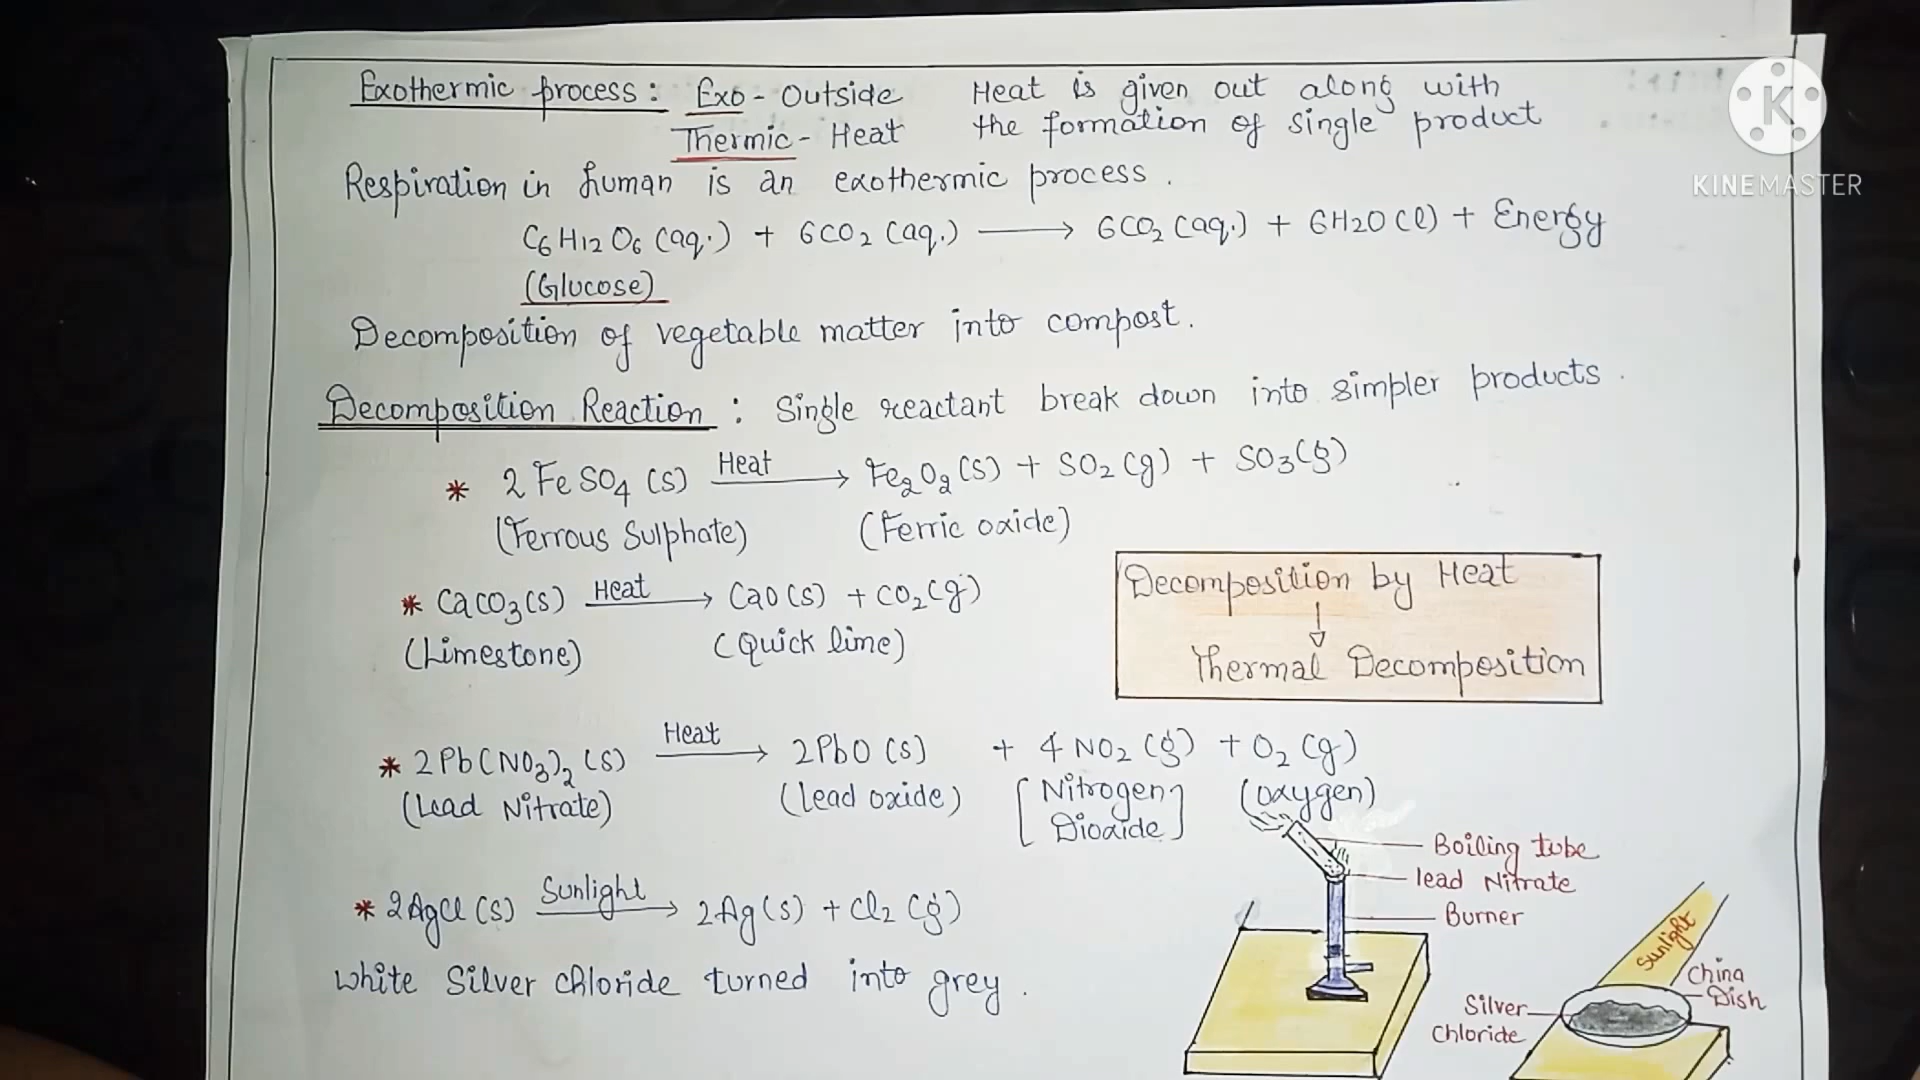 Exothermic process: Exo - Outside Heat is given out along with
Thermic - Heat the formation of single product
Respiration in human is an exothermic process.
C6H12O6 (aq.) + 6CO2 (aq.) → 6CO2 (aq.) + 6H2O (l) + Energy
(Glucose)
Decomposition of vegetable matter into compost.
Decomposition Reaction : Single reactant break down into simpler products.
Heat
* 2FeSO4 (s) → Fe2O2 (s) + SO2 (g) + SO3 (g)
(Ferrous Sulphate) (Ferric oxide)
Heat
* CaCO3 (s) → CaO (s) + CO2 (g)
(Limestone) (Quick lime)
Decomposition by Heat
↓
Thermal Decomposition
Heat
* 2Pb(NO3)2 (s) → 2PbO (s) + 4NO2 (g) + O2 (g)
(Lead Nitrate) (lead oxide) [Nitrogen (oxygen)
Dioxide]
Boiling tube
lead Nitrate
Burner
Sunlight
* 2AgCl (s) → 2Ag (s) + Cl2 (g)
White Silver chloride turned into grey.
Sunlight
China
Dish
Silver
chloride
K
KINEMASTER